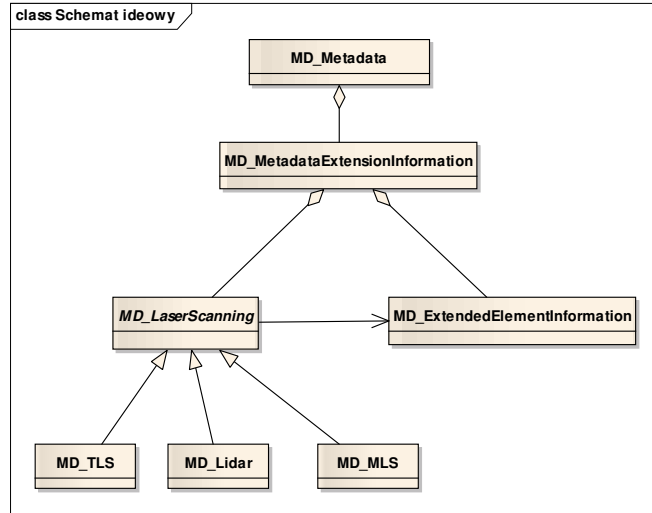 class Schemat ideowy
MD_Metadata
MD_MetadataExtensionInformation
MD_LaserScanning
MD_ExtendedElementInformation
MD_TLS
MD_Lidar
MD_MLS